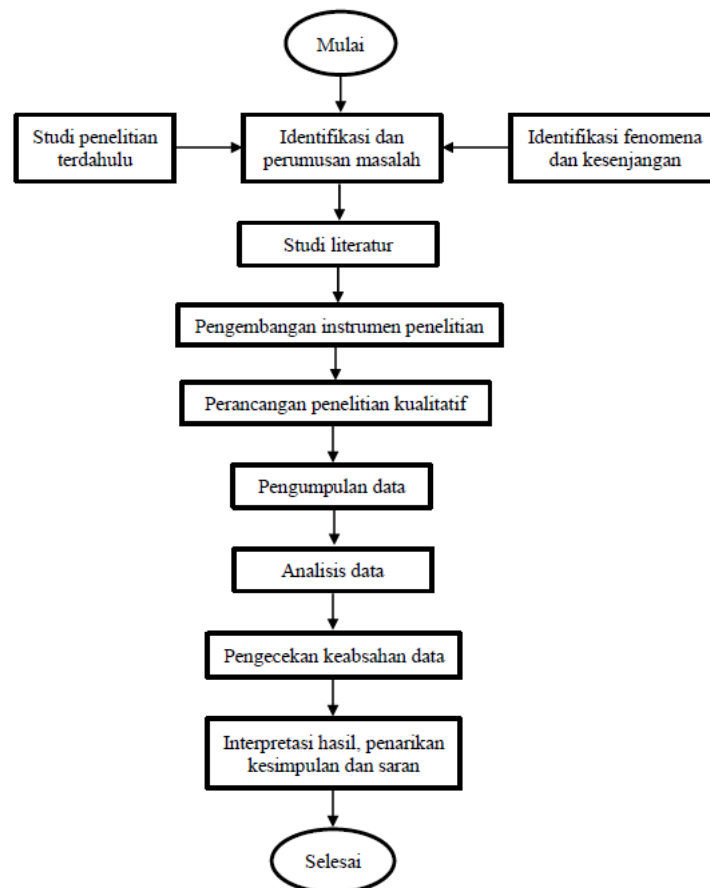 Mulai
Studi penelitian
terdahulu
Identifikasi dan
perumusan masalah
Identifikasi fenomena
dan kesenjangan
Studi literatur
Pengembangan instrumen penelitian
Perancangan penelitian kualitatif
Pengumpulan data
Analisis data
Pengecekan keabsahan data
Interpretasi hasil, penarikan
kesimpulan dan saran
Selesai